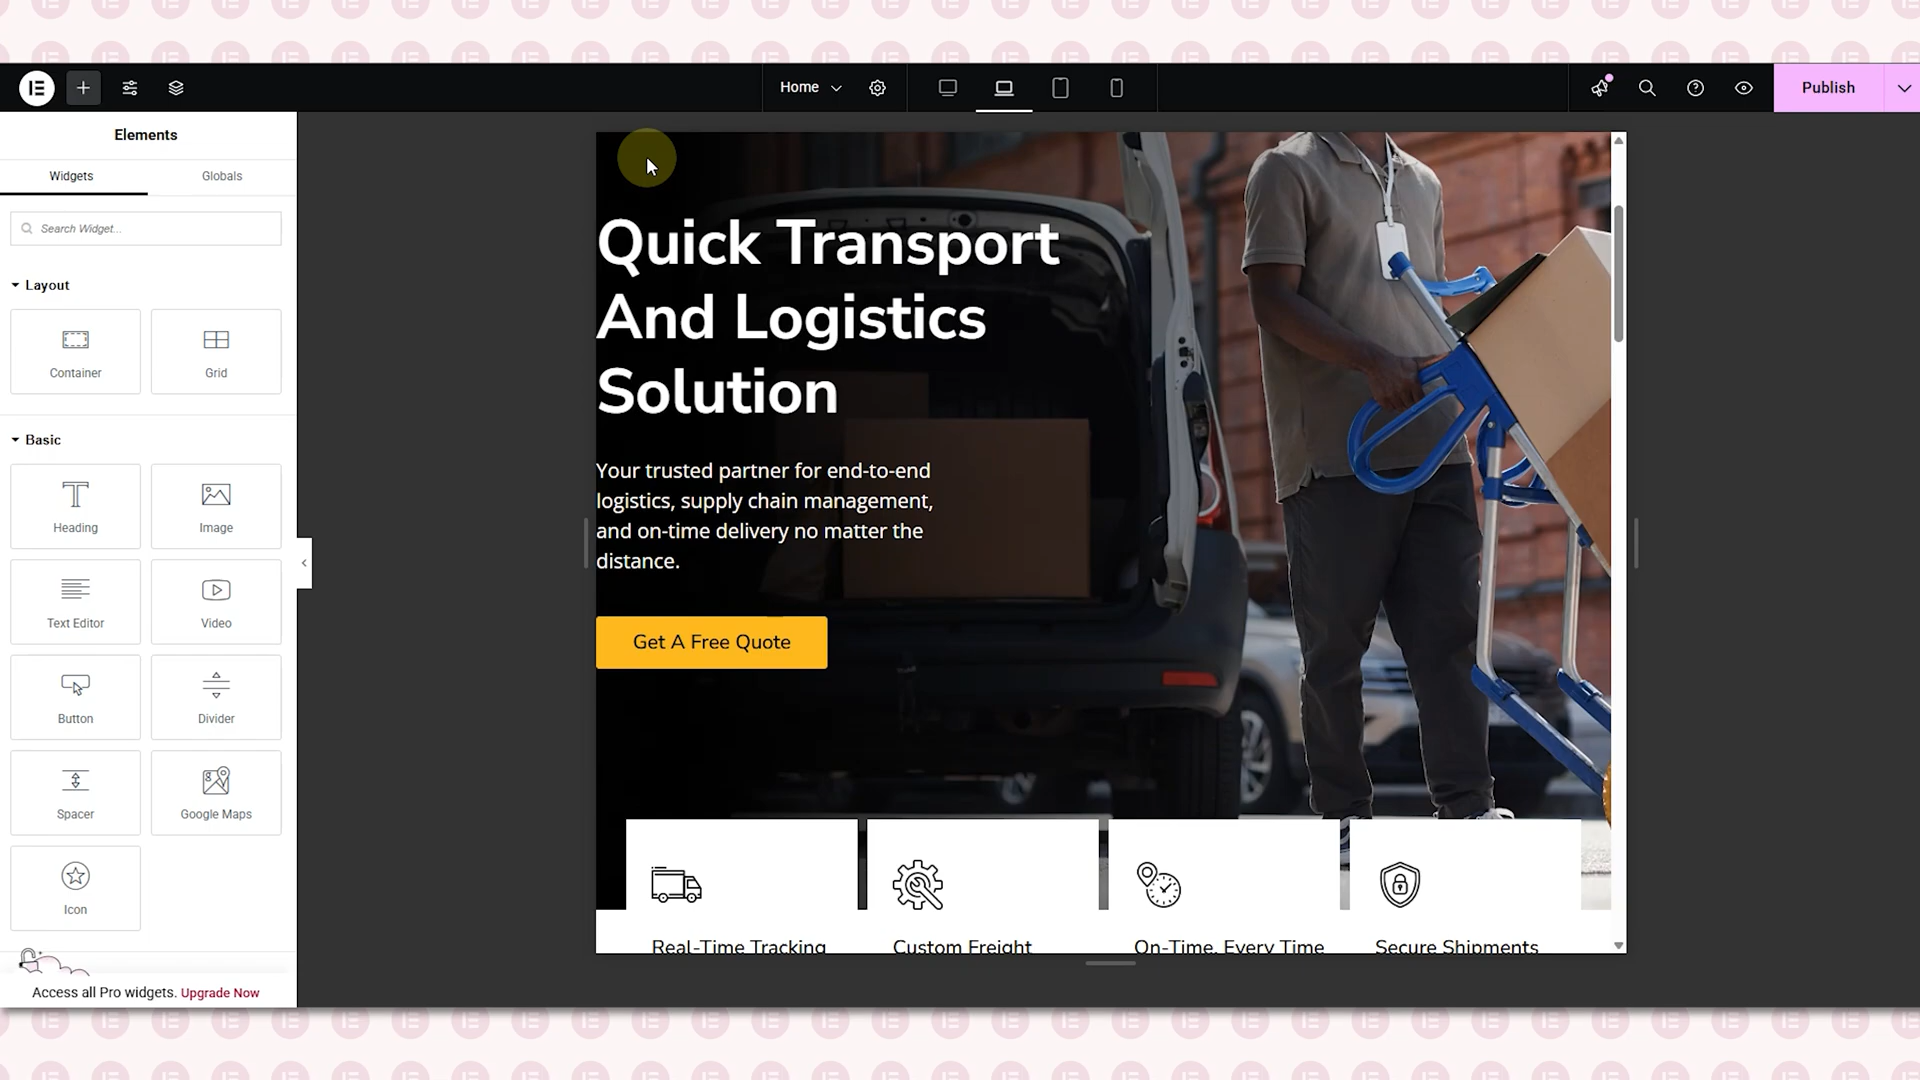 Home
Publish
Elements
Widgets
Globals
Search Widget...
Layout
Container
Grid
Basic
Heading
Image
Text Editor
Video
Button
Divider
Spacer
Google Maps
Icon
Access all Pro widgets. Upgrade Now
Quick Transport
And Logistics
Solution
Your trusted partner for end-to-end
logistics, supply chain management,
and on-time delivery no matter the
distance.
Get A Free Quote
Real-Time Tracking
Custom Freight
On-Time, Every Time
Secure Shipments